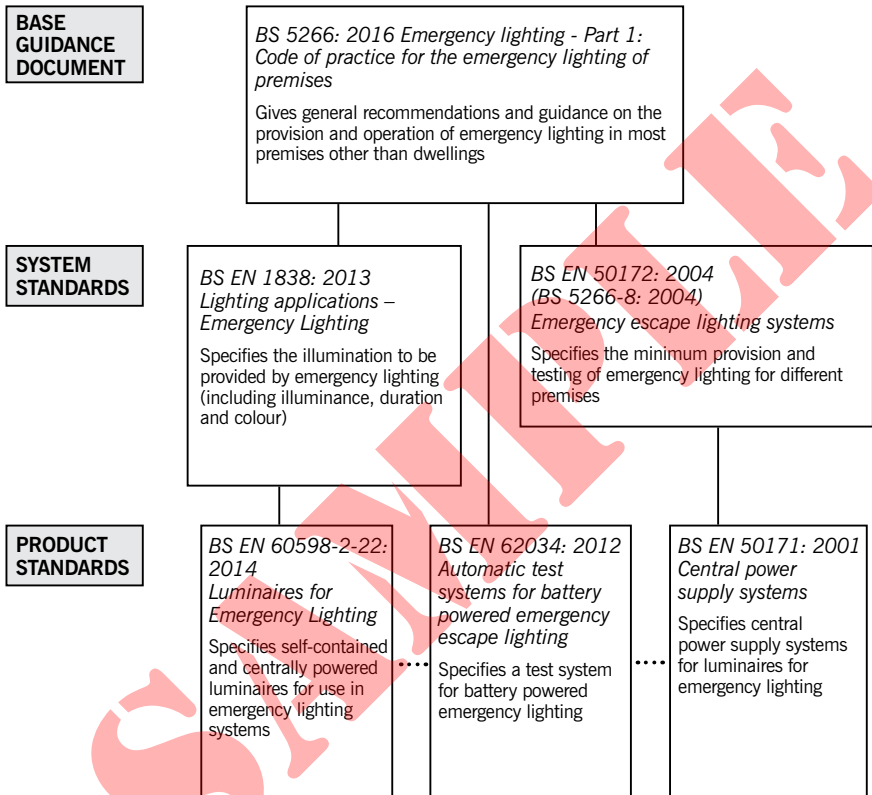 BASE
GUIDANCE
DOCUMENT
BS 5266: 2016 Emergency lighting - Part 1:
Code of practice for the emergency lighting of
premises
Gives general recommendations and guidance on the
provision and operation of emergency lighting in most
premises other than dwellings
SYSTEM
STANDARDS
BS EN 1838: 2013
Lighting applications –
Emergency Lighting
Specifies the illumination to be
provided by emergency lighting
(including illuminance, duration
and colour)
BS EN 50172: 2004
(BS 5266-8: 2004)
Emergency escape lighting systems
Specifies the minimum provision and
testing of emergency lighting for different
premises
PRODUCT
STANDARDS
BS EN 60598-2-22:
2014
Luminaires for
Emergency Lighting
Specifies self-contained
and centrally powered
luminaires for use in
emergency lighting
systems
BS EN 62034: 2012
Automatic test
systems for battery
powered emergency
escape lighting
Specifies a test system
for battery powered
emergency lighting
BS EN 50171: 2001
Central power
supply systems
Specifies central
power supply systems
for luminaires for
emergency lighting
SAMPLE